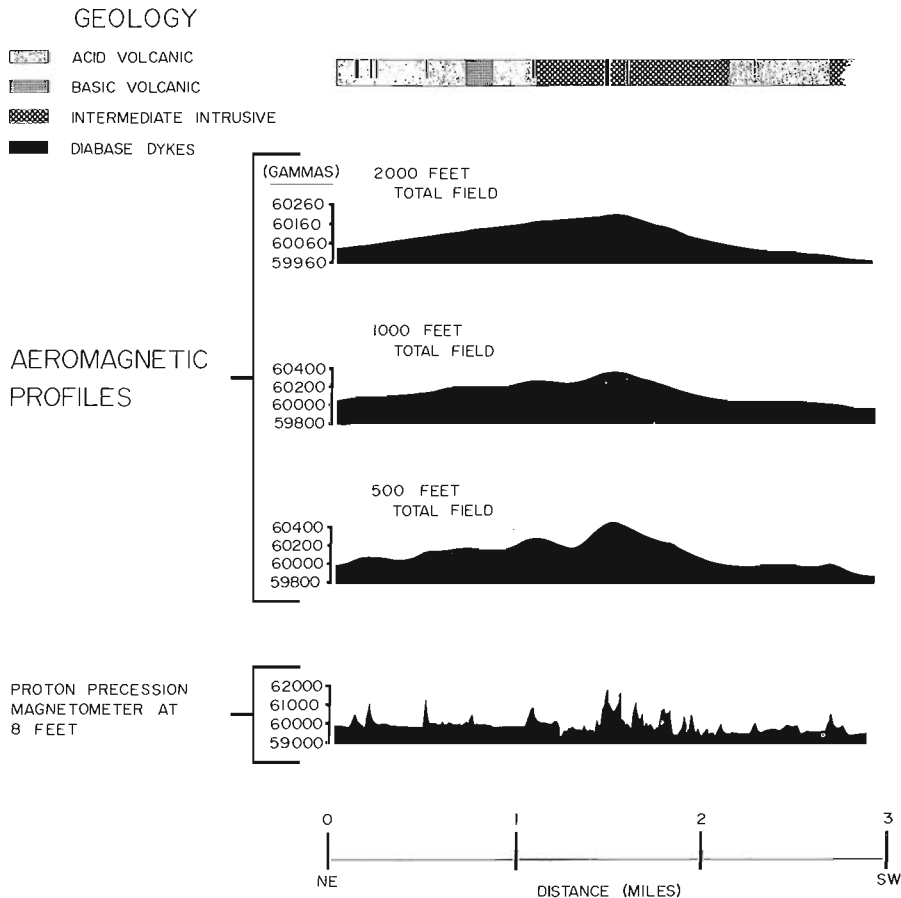 GEOLOGY
ACID VOLCANIC
BASIC VOLCANIC
INTERMEDIATE INTRUSIVE
DIABASE DYKES
(GAMMAS)
2000 FEET
TOTAL FIELD
60260
60160
60060
59960
1000 FEET
TOTAL FIELD
AEROMAGNETIC
PROFILES
60400
60200
60000
59800
500 FEET
TOTAL FIELD
60400
60200
60000
59800
PROTON PRECESSION
MAGNETOMETER AT
8 FEET
62000
61000
60000
59000
0 1 2 3
NE SW
DISTANCE (MILES)